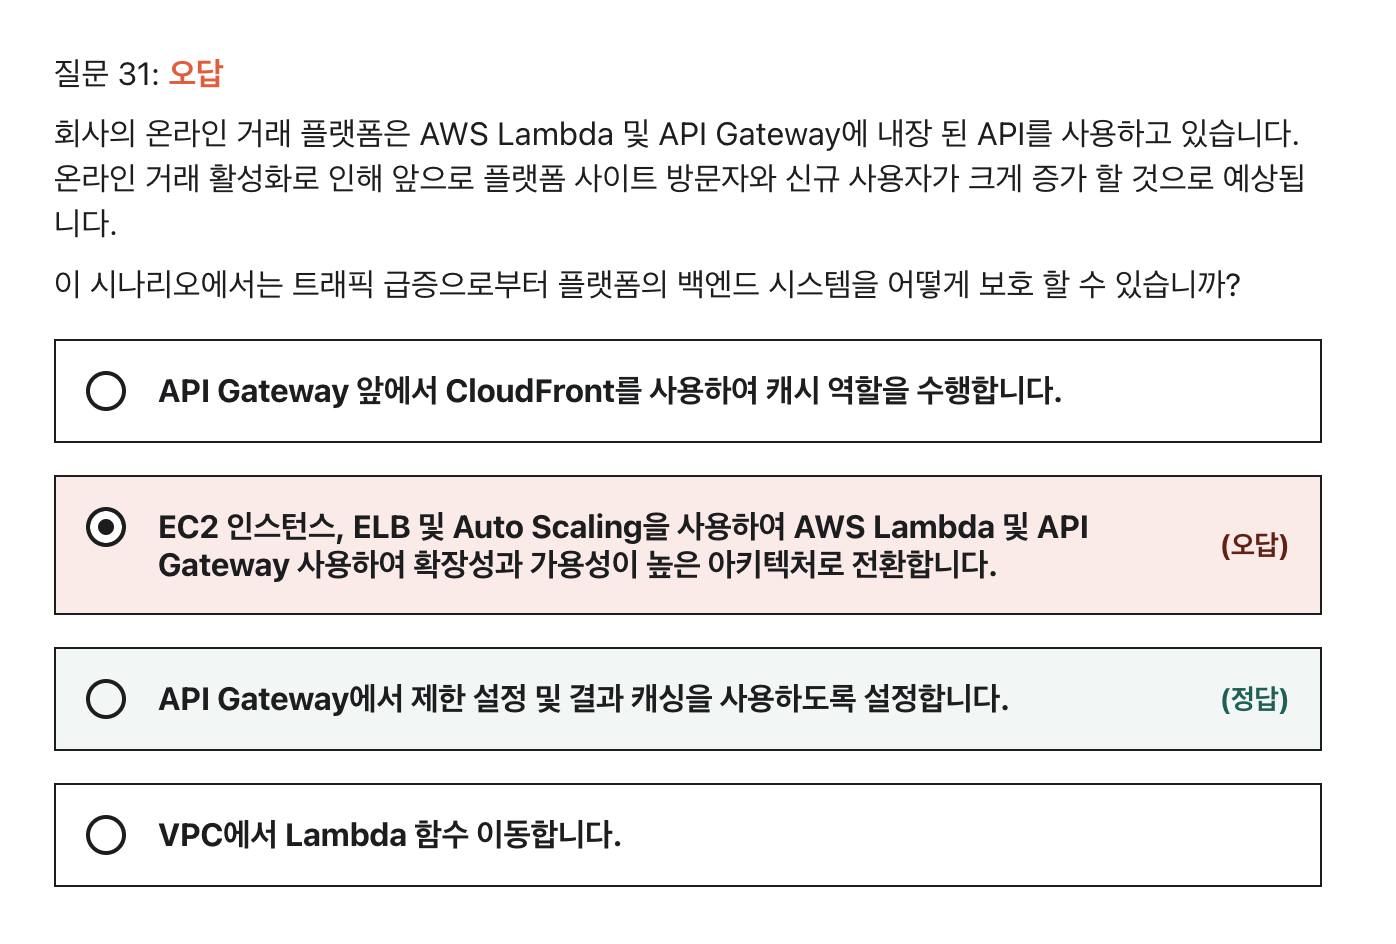 질문 31: 오답
회사의 온라인 거래 플랫폼은 AWS Lambda 및 API Gateway에 내장 된 API를 사용하고 있습니다.
온라인 거래 활성화로 인해 앞으로 플랫폼 사이트 방문자와 신규 사용자가 크게 증가 할 것으로 예상됩
니다.
이 시나리오에서는 트래픽 급증으로부터 플랫폼의 백엔드 시스템을 어떻게 보호 할 수 있습니까?
API Gateway 앞에서 CloudFront를 사용하여 캐시 역할을 수행합니다.
EC2 인스턴스, ELB 및 Auto Scaling을 사용하여 AWS Lambda 및 API
Gateway 사용하여 확장성과 가용성이 높은 아키텍처로 전환합니다.
(오답)
API Gateway에서 제한 설정 및 결과 캐싱을 사용하도록 설정합니다.
(정답)
VPC에서 Lambda 함수 이동합니다.